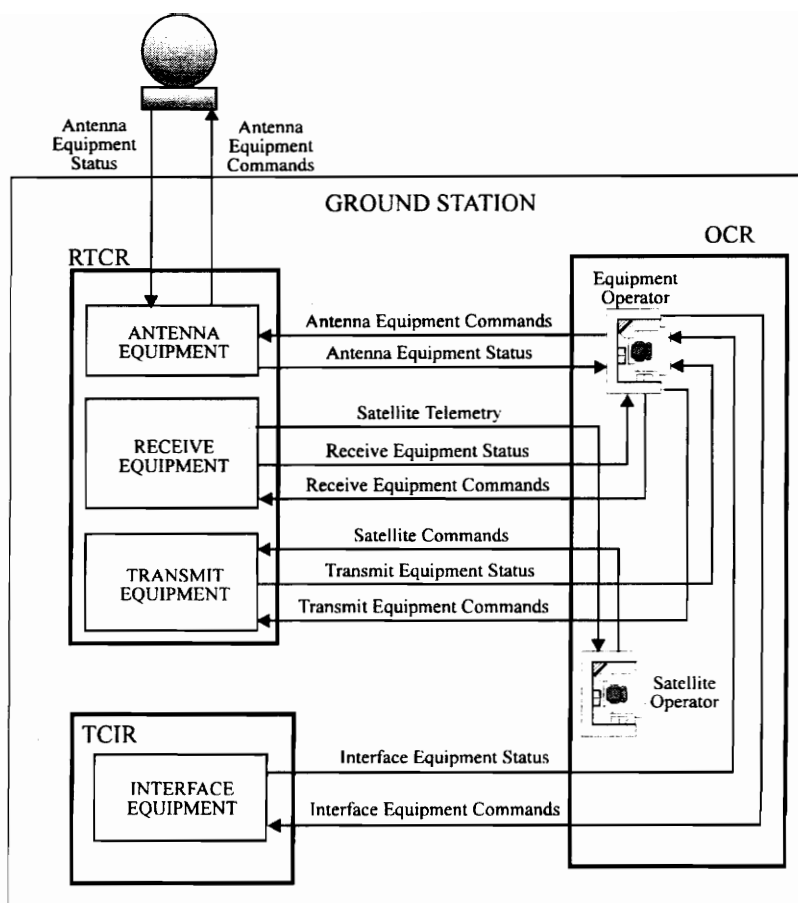 Antenna
Equipment
Status
Antenna
Equipment
Commands
GROUND STATION
RTCR
OCR
Equipment
Operator
ANTENNA
EQUIPMENT
Antenna Equipment Commands
Antenna Equipment Status
RECEIVE
EQUIPMENT
Satellite Telemetry
Receive Equipment Status
Receive Equipment Commands
TRANSMIT
EQUIPMENT
Satellite Commands
Transmit Equipment Status
Transmit Equipment Commands
Satellite
Operator
TCIR
INTERFACE
EQUIPMENT
Interface Equipment Status
Interface Equipment Commands